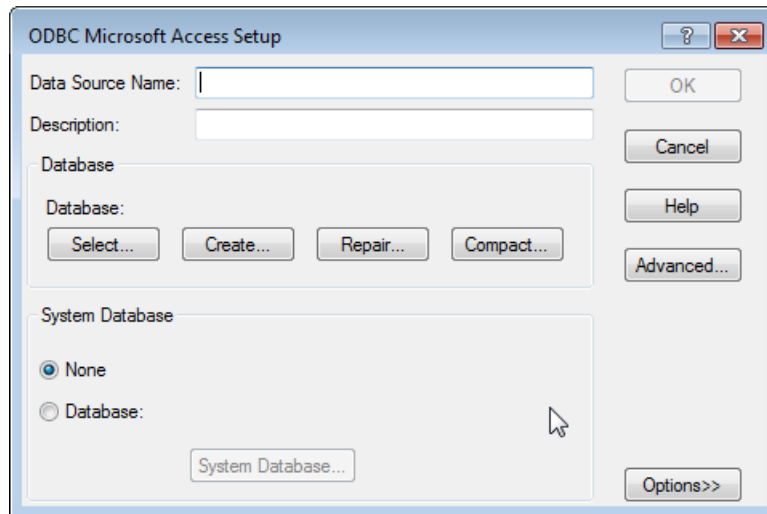 ODBC Microsoft Access Setup
Data Source Name:
OK
Description:
Cancel
Database
Database:
Help
Select...
Create...
Repair...
Compact...
Advanced...
System Database
None
Database:
System Database...
Options>>